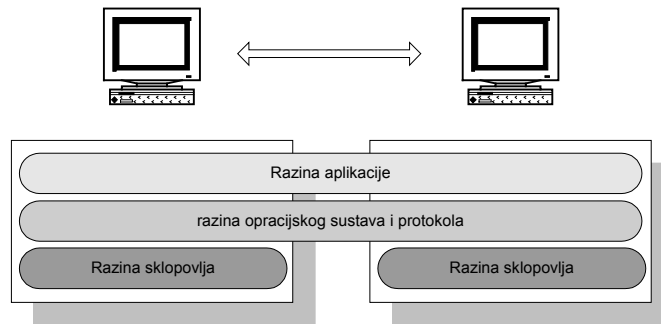 Razina aplikacije
razina opracijskog sustava i protokola
Razina sklopovlja
Razina sklopovlja